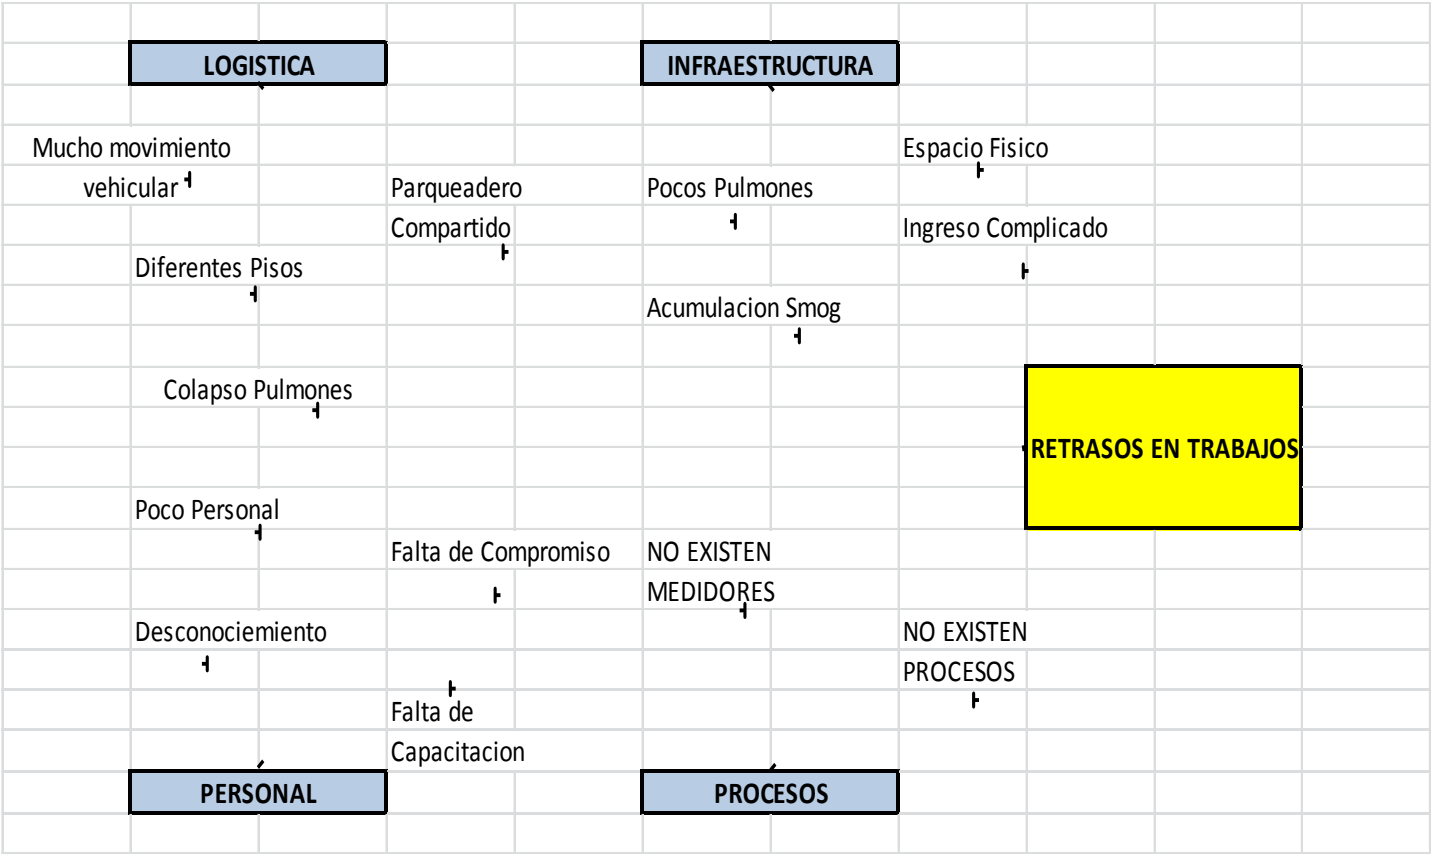 LOGISTICA
INFRAESTRUCTURA
Mucho movimiento
vehicular
Espacio Fisico
Parqueadero
Compartido
Pocos Pulmones
Ingreso Complicado
Diferentes Pisos
Acumulacion Smog
Colapso Pulmones
RETRASOS EN TRABAJOS
Poco Personal
Falta de Compromiso
NO EXISTEN
MEDIDORES
Desconociemiento
NO EXISTEN
PROCESOS
Falta de
Capacitacion
PERSONAL
PROCESOS